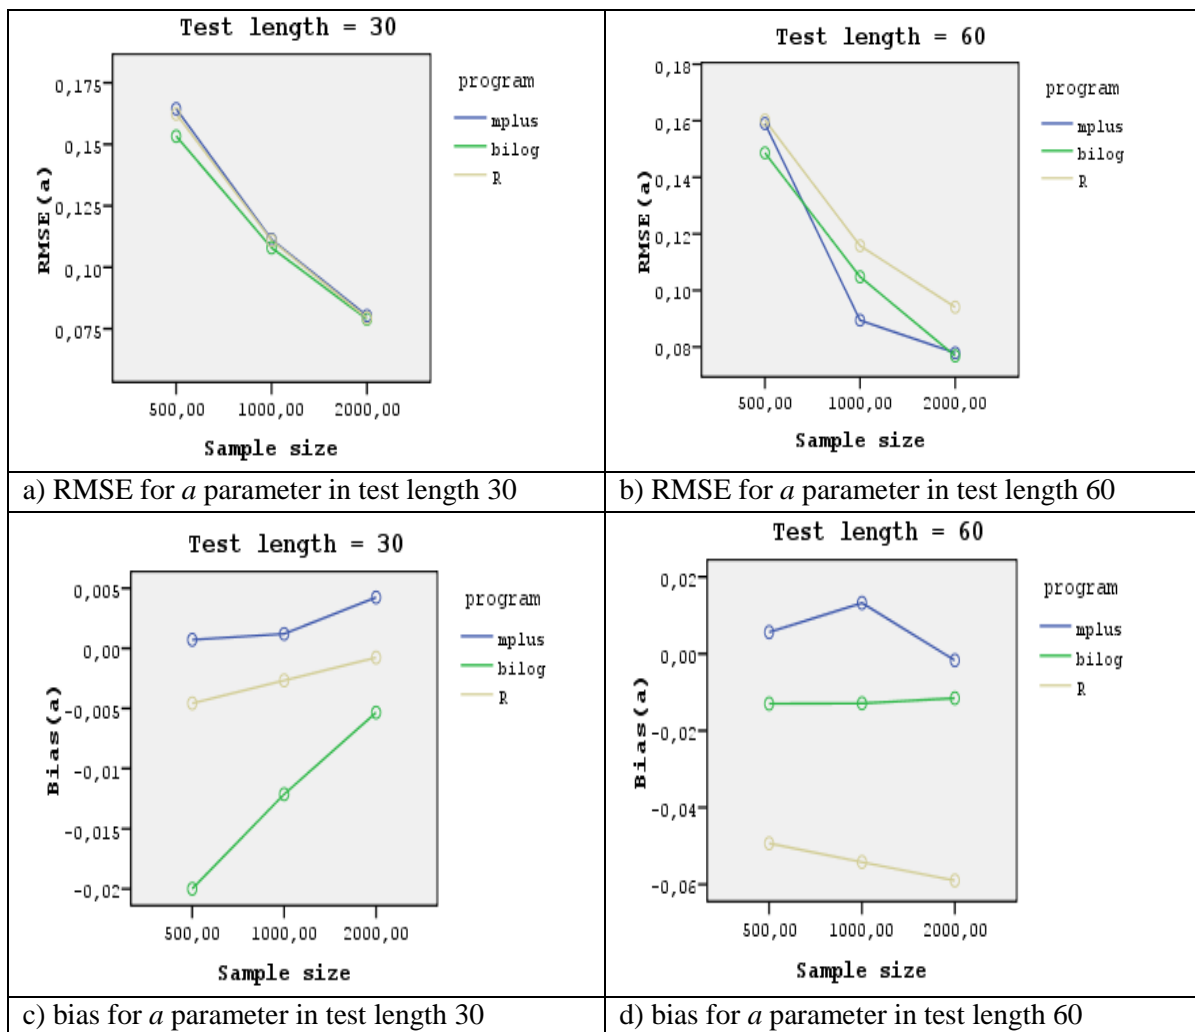 Test length = 30
RMSE(a)
0,175
0,15
0,125
0,10
0,075
500,00 1000,00 2000,00
Sample size
program
mplus
bilog
R
a) RMSE for a parameter in test length 30
Test length = 60
RMSE(a)
0,18
0,16
0,14
0,12
0,10
0,08
500,00 1000,00 2000,00
Sample size
program
mplus
bilog
R
b) RMSE for a parameter in test length 60
Test length = 30
Bias(a)
0,005
0,00
-0,005
-0,01
-0,015
-0,02
500,00 1000,00 2000,00
Sample size
program
mplus
bilog
R
c) bias for a parameter in test length 30
Test length = 60
Bias(a)
0,02
0,00
-0,02
-0,04
-0,06
500,00 1000,00 2000,00
Sample size
program
mplus
bilog
R
d) bias for a parameter in test length 60